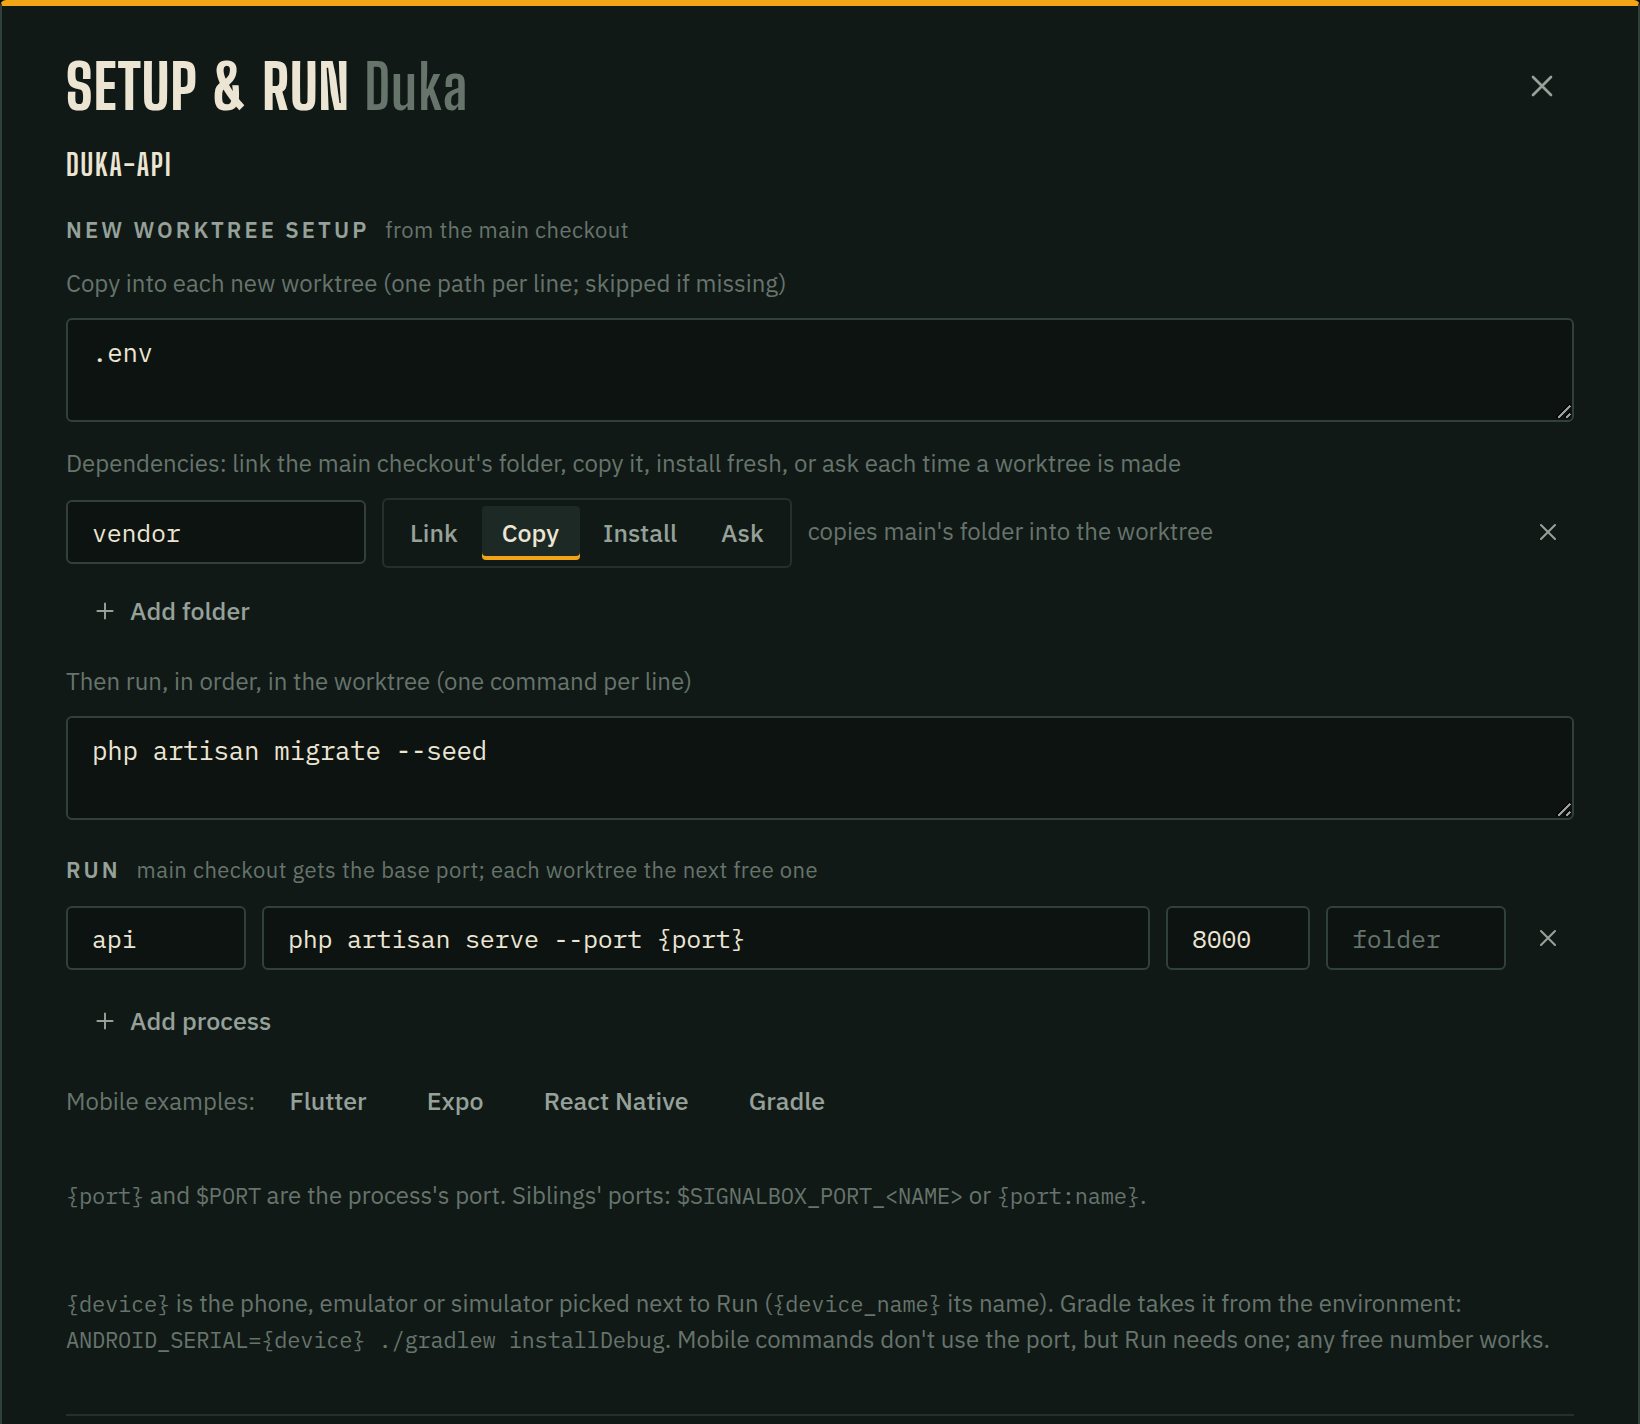 SETUP & RUN Duka
DUKA-API
NEW WORKTREE SETUP from the main checkout
Copy into each new worktree (one path per line; skipped if missing)
.env
Dependencies: link the main checkout's folder, copy it, install fresh, or ask each time a worktree is made
vendor Link Copy Install Ask copies main's folder into the worktree
+ Add folder
Then run, in order, in the worktree (one command per line)
php artisan migrate --seed
RUN main checkout gets the base port; each worktree the next free one
api php artisan serve --port {port} 8000 folder
+ Add process
Mobile examples: Flutter Expo React Native Gradle
{port} and $PORT are the process's port. Siblings' ports: $SIGNALBOX_PORT_<NAME> or {port:name}.
{device} is the phone, emulator or simulator picked next to Run ({device_name} its name). Gradle takes it from the environment:
ANDROID_SERIAL={device} ./gradlew installDebug. Mobile commands don't use the port, but Run needs one; any free number works.